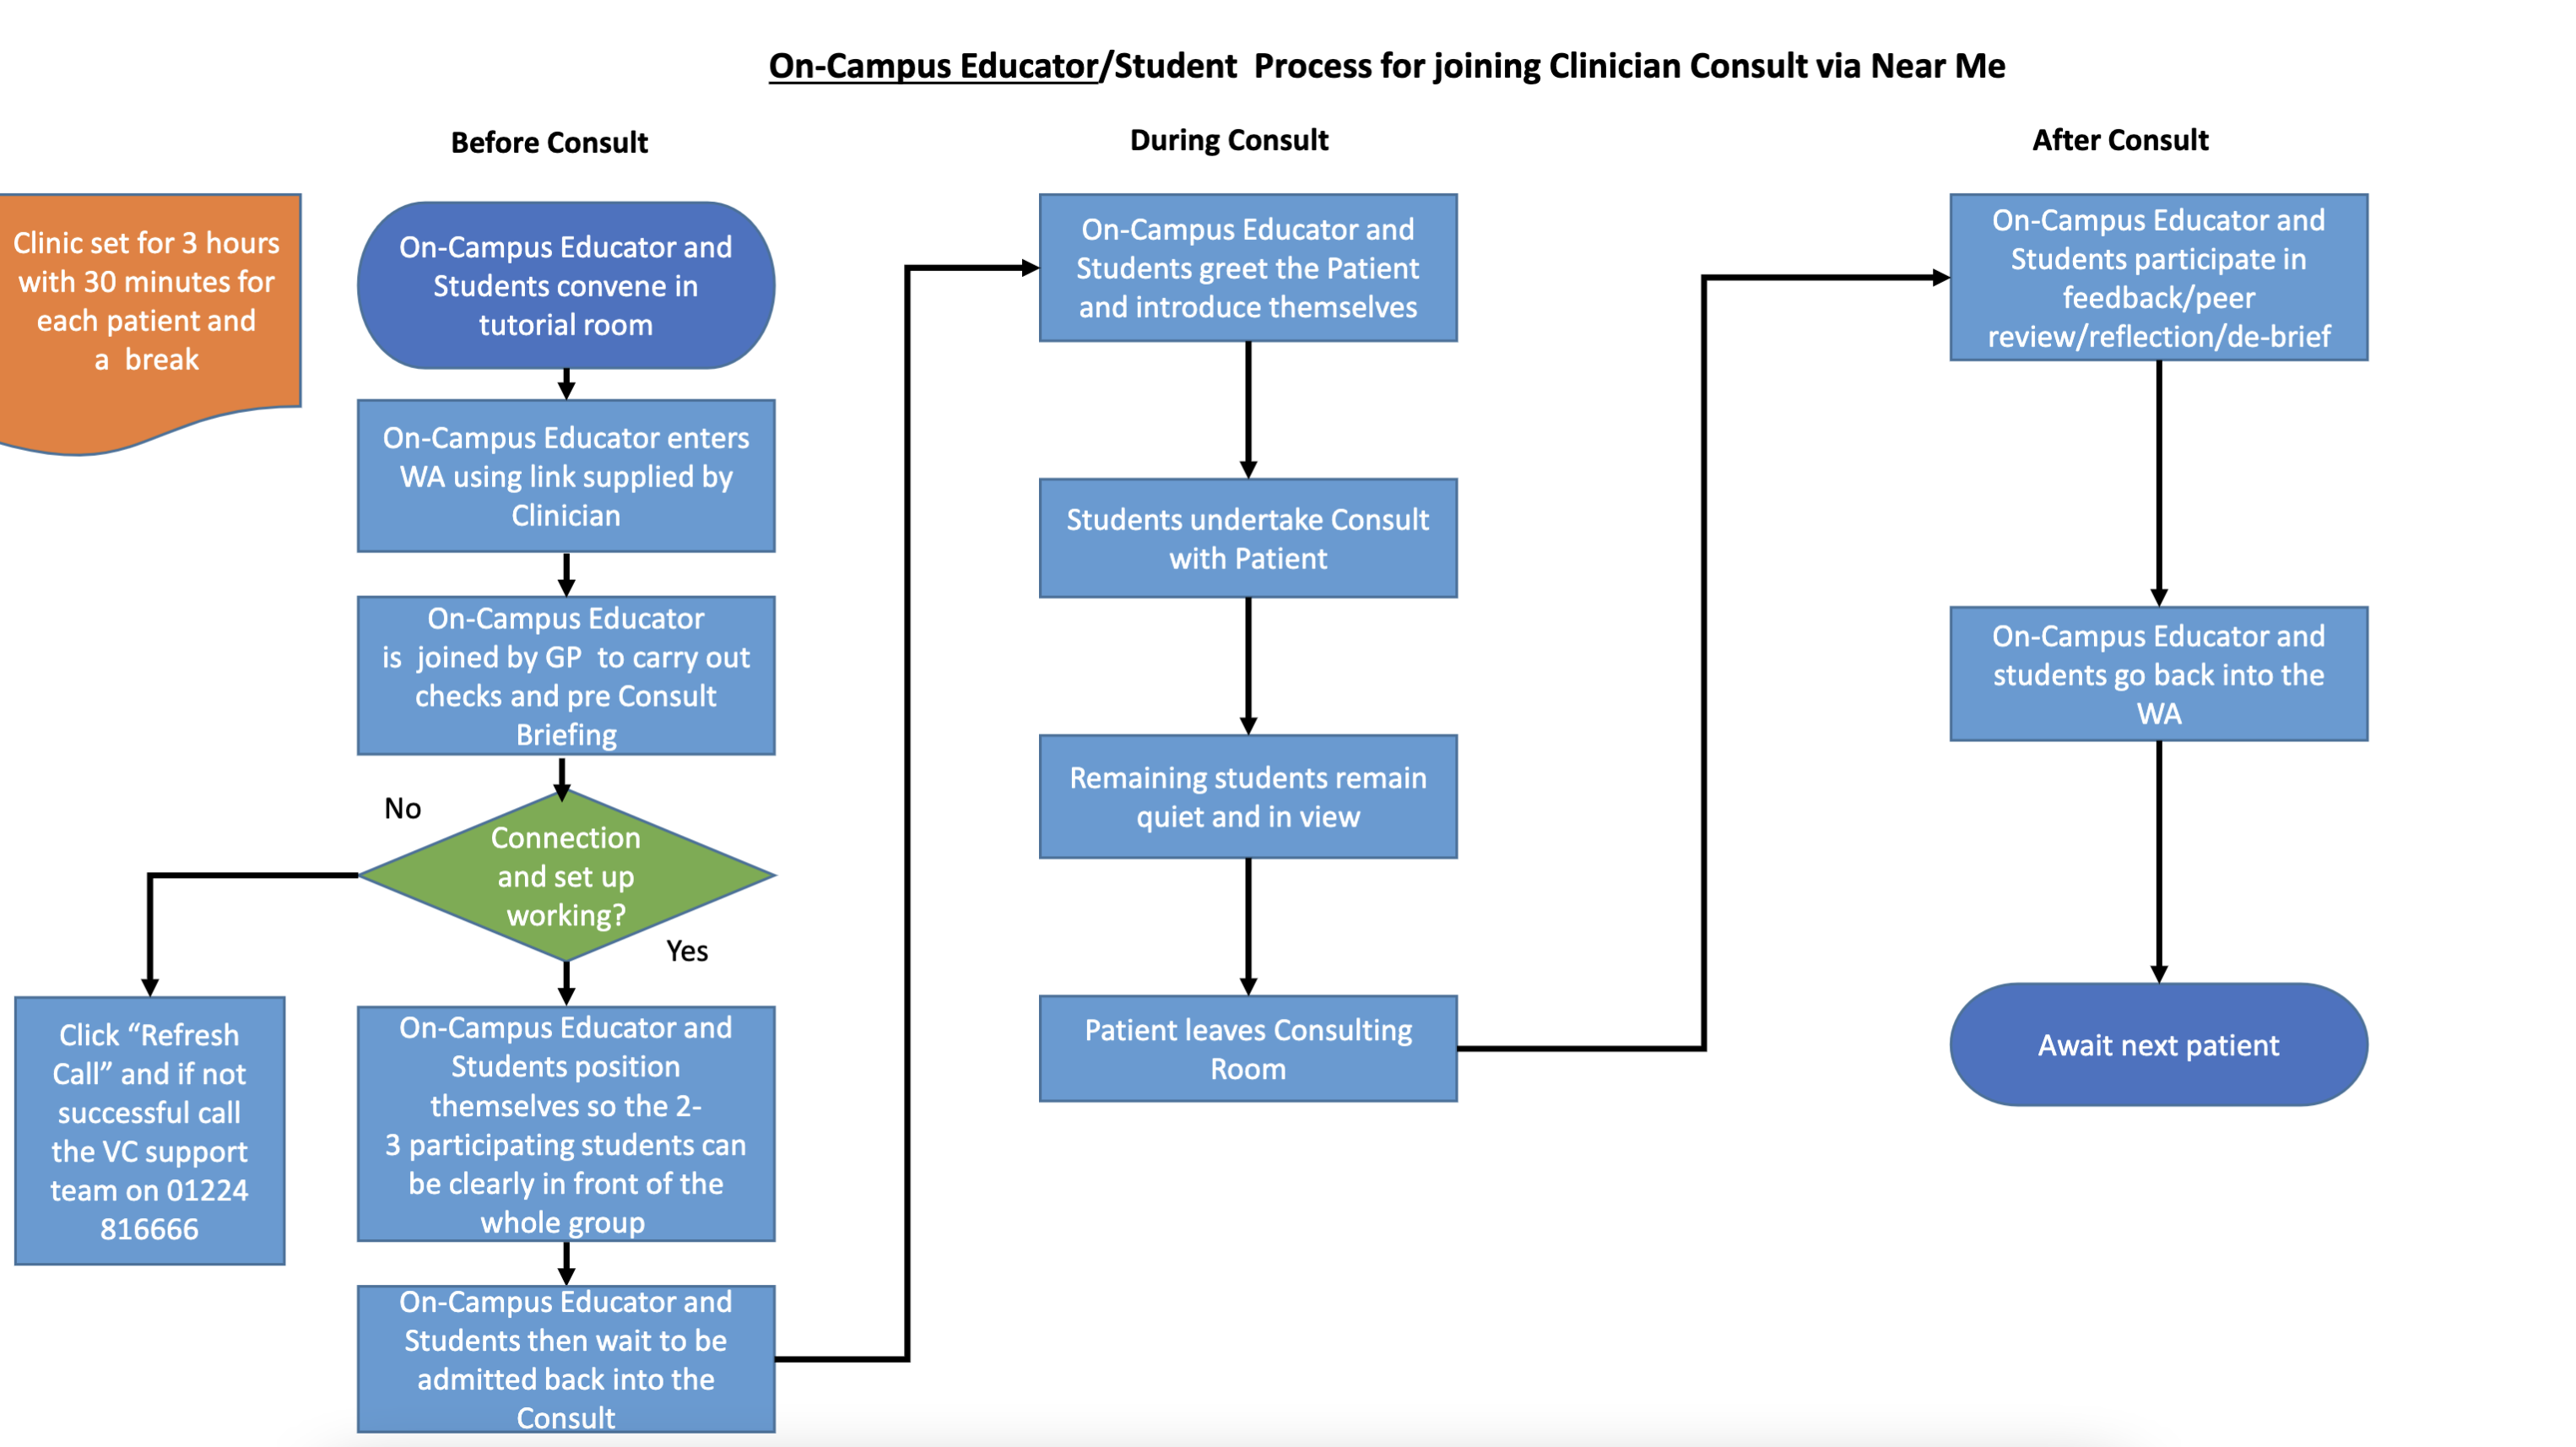 On-Campus Educator/Student  Process for joining Clinician Consult via Near Me
Before Consult
Clinic set for 3 hours
with 30 minutes for
each patient and
a  break
On-Campus Educator and
Students convene in
tutorial room
On-Campus Educator enters
WA using link supplied by
Clinician
On-Campus Educator
is  joined by GP  to carry out
checks and pre Consult
Briefing
No
Connection
and set up
working?
Yes
Click “Refresh
Call” and if not
successful call
the VC support
team on 01224
816666
On-Campus Educator and
Students position
themselves so the 2-
3 participating students can
be clearly in front of the
whole group
On-Campus Educator and
Students then wait to be
admitted back into the
Consult
During Consult
On-Campus Educator and
Students greet the Patient
and introduce themselves
Students undertake Consult
with Patient
Remaining students remain
quiet and in view
Patient leaves Consulting
Room
After Consult
On-Campus Educator and
Students participate in
feedback/peer
review/reflection/de-brief
On-Campus Educator and
students go back into the
WA
Await next patient